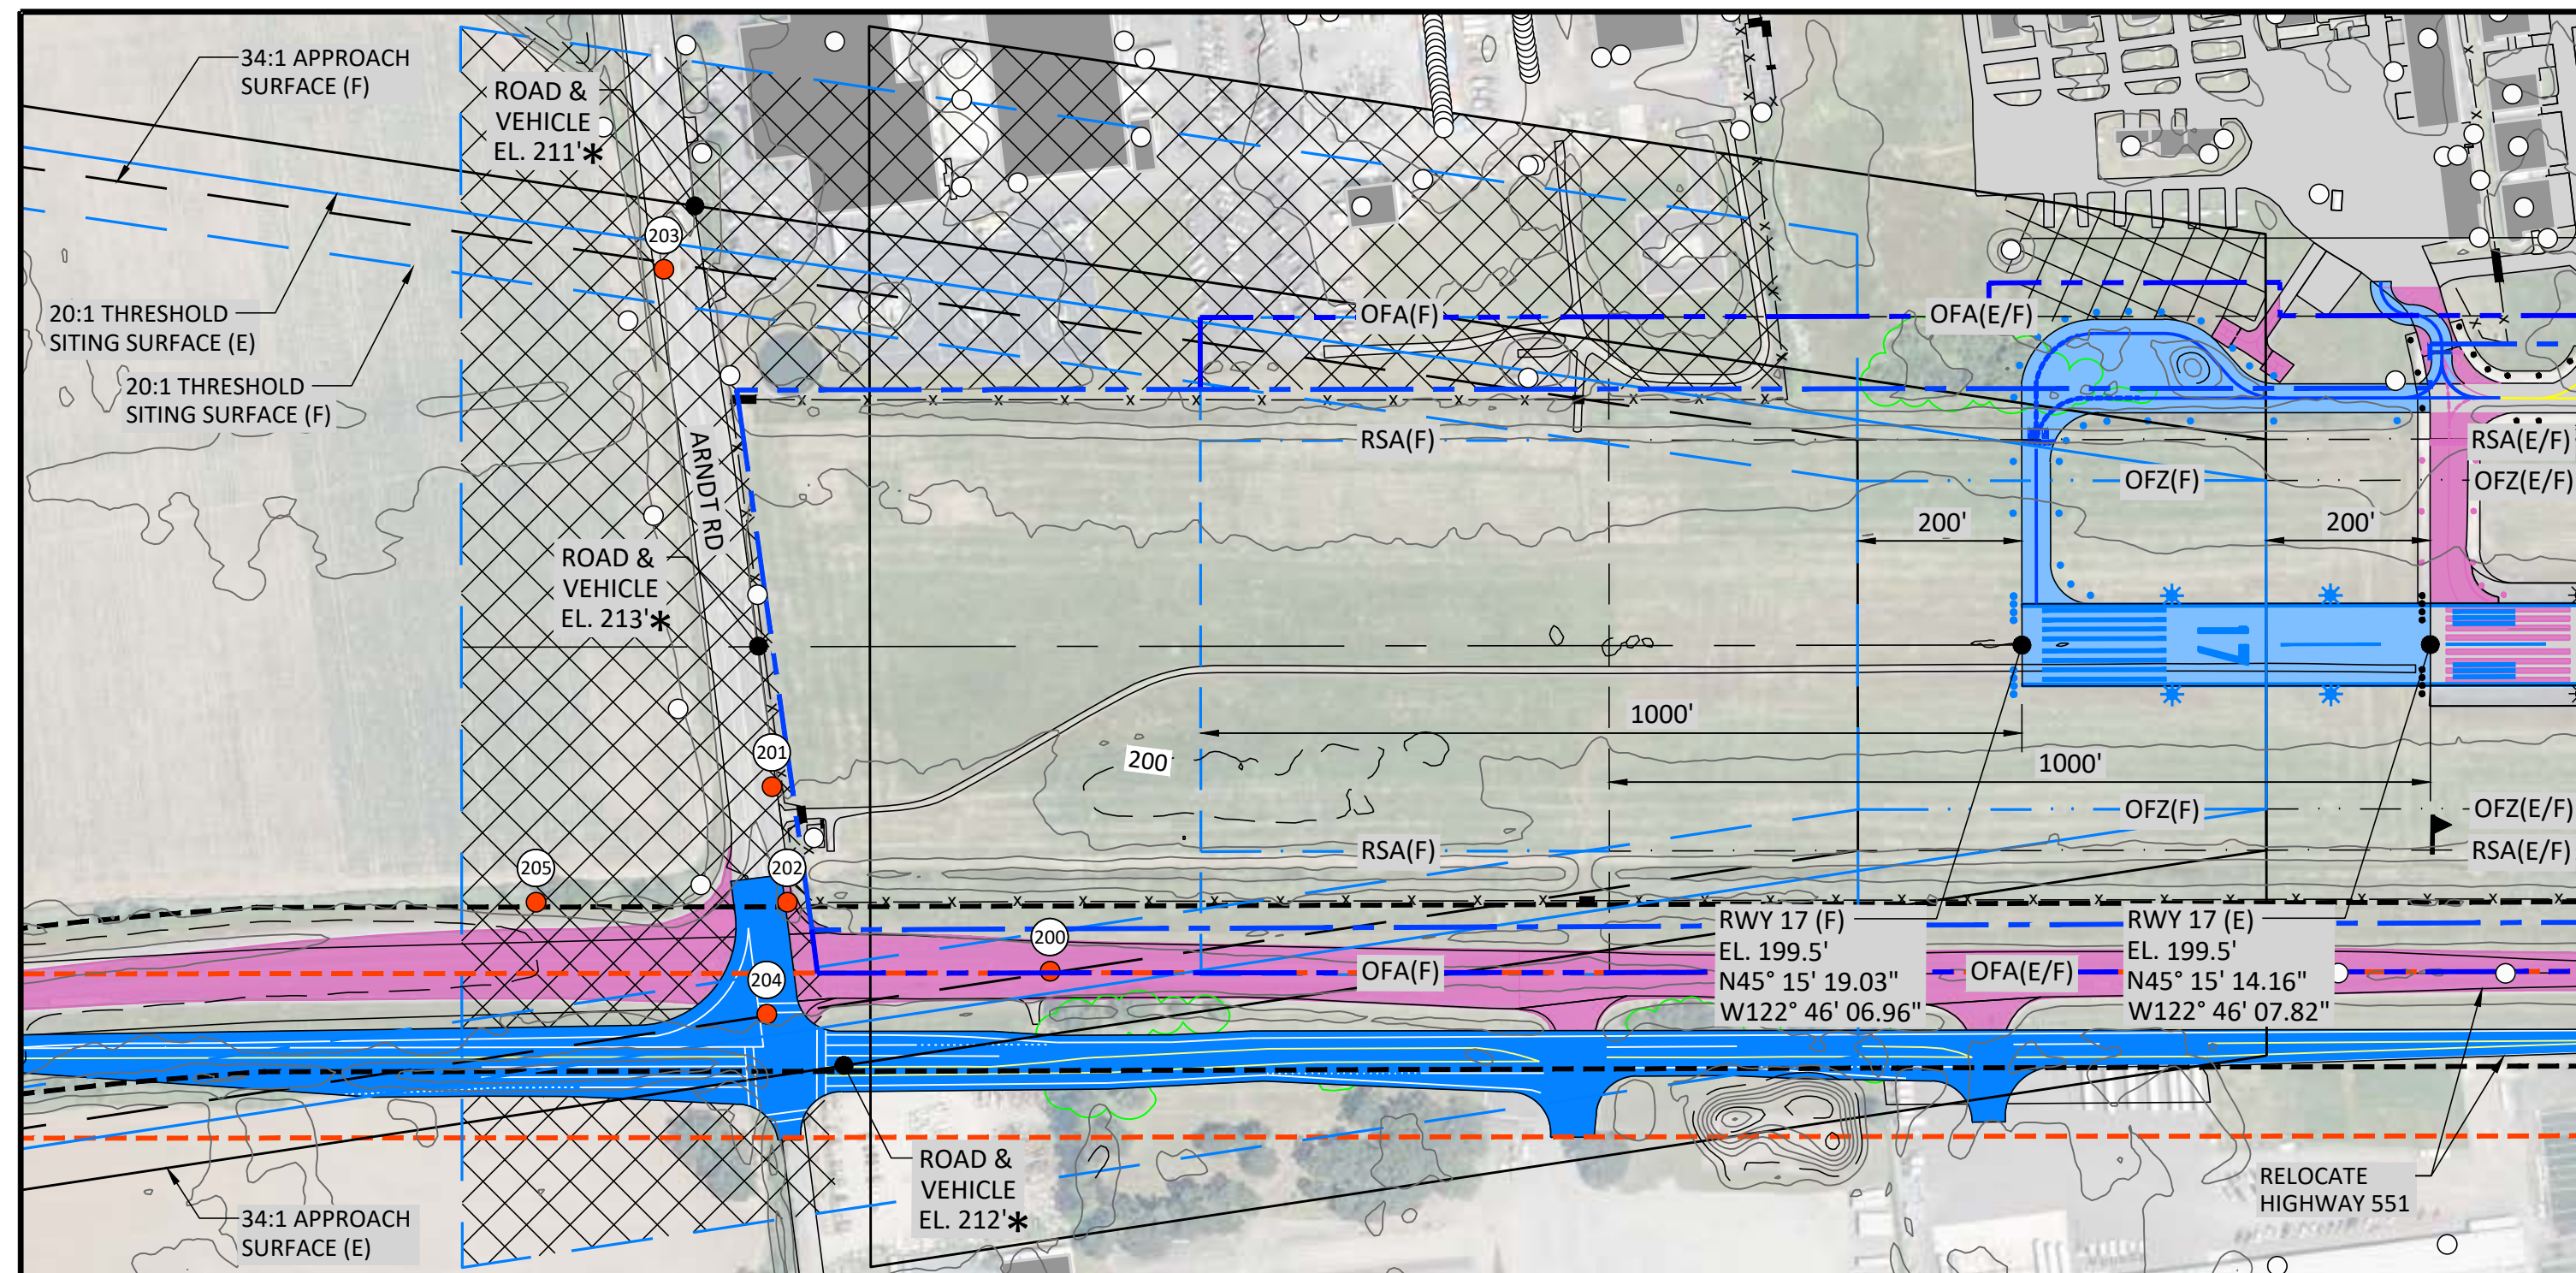 34:1 APPROACH
SURFACE (F)
ROAD &
VEHICLE
EL. 211'*
203
20:1 THRESHOLD
SITING SURFACE (E)
20:1 THRESHOLD
SITING SURFACE (F)
OFA(F)
OFA(E/F)
ARNDT RD
RSA(F)
RSA(E/F)
OFZ(F)
OFZ(E/F)
200'
200'
ROAD &
VEHICLE
EL. 213'*
17
1000'
1000'
200
201
OFZ(F)
OFZ(E/F)
RSA(F)
RSA(E/F)
205
202
200
204
OFA(F)
RWY 17 (F)
EL. 199.5'
N45° 15' 19.03"
W122° 46' 06.96"
OFA(E/F)
RWY 17 (E)
EL. 199.5'
N45° 15' 14.16"
W122° 46' 07.82"
ROAD &
VEHICLE
EL. 212'*
34:1 APPROACH
SURFACE (E)
RELOCATE
HIGHWAY 551